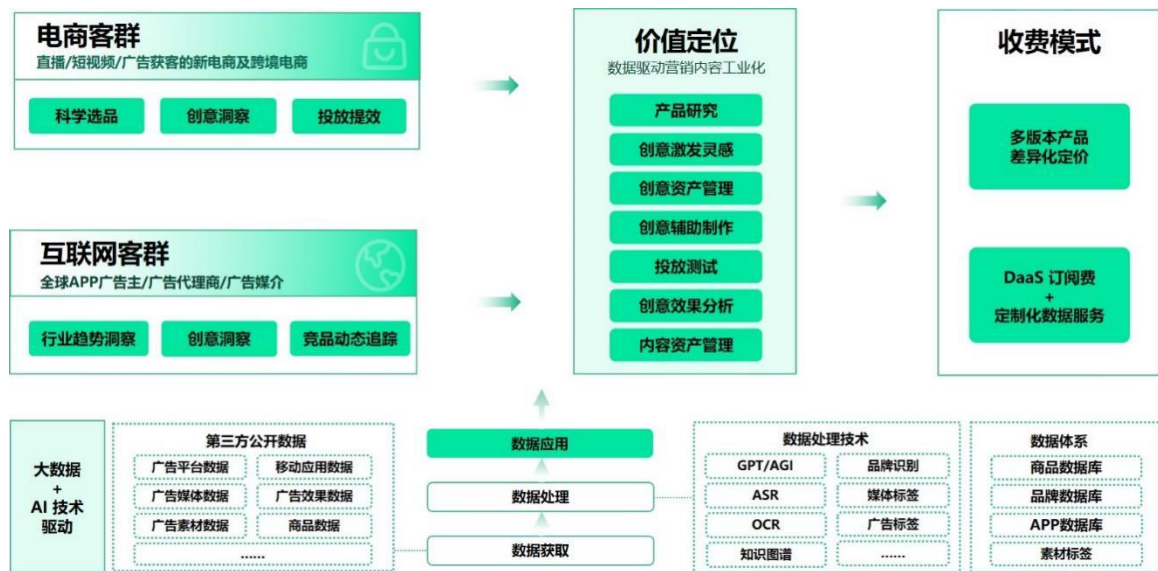 电商客群
直播/短视频/广告获客的新电商及跨境电商
科学选品
创意洞察
投放提效
互联网客群
全球APP广告主/广告代理商/广告媒介
行业趋势洞察
创意洞察
竞品动态追踪
价值定位
数据驱动营销内容工业化
产品研究
创意激发灵感
创意资产管理
创意辅助制作
投放测试
创意效果分析
内容资产管理
收费模式
多版本产品
差异化定价
DaaS 订阅费
+
定制化数据服务
大数据
+
AI 技术
驱动
第三方公开数据
广告平台数据
移动应用数据
广告媒体数据
广告效果数据
广告素材数据
商品数据
......
数据应用
数据处理
数据获取
数据处理技术
GPT/AGI
品牌识别
ASR
媒体标签
OCR
广告标签
知识图谱
......
数据体系
商品数据库
品牌数据库
APP数据库
素材标签